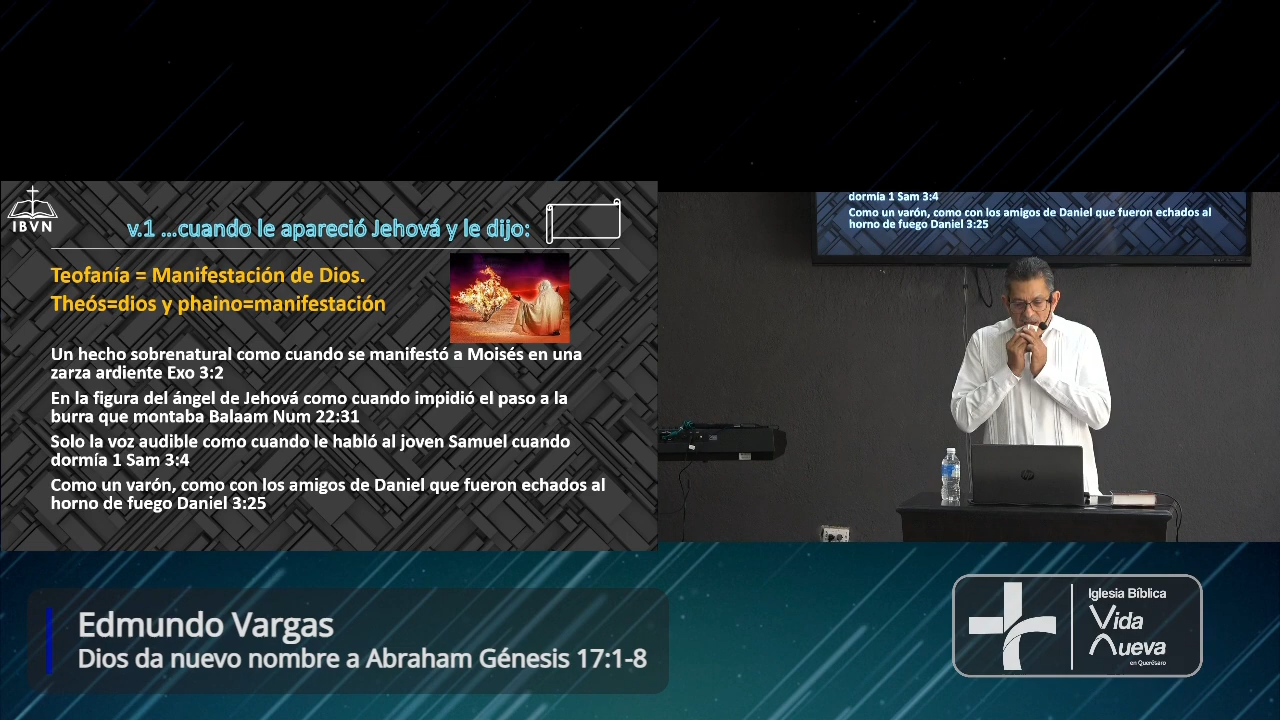 IBVN
v.1 ...cuando le apareció Jehová y le dijo:
Teofanía = Manifestación de Dios.
Theós=dios y phaino=manifestación
Un hecho sobrenatural como cuando se manifestó a Moisés en una
zarza ardiente Exo 3:2
En la figura del ángel de Jehová como cuando impidió el paso a la
burra que montaba Balaam Num 22:31
Solo la voz audible como cuando le habló al joven Samuel cuando
dormía 1 Sam 3:4
Como un varón, como con los amigos de Daniel que fueron echados al
horno de fuego Daniel 3:25
dormía 1 Sam 3:4
Como un varón, como con los amigos de Daniel que fueron echados al
horno de fuego Daniel 3:25
hp
Edmundo Vargas
Dios da nuevo nombre a Abraham Génesis 17:1-8
Iglesia Bíblica
Vida
Nueva
en Querétaro